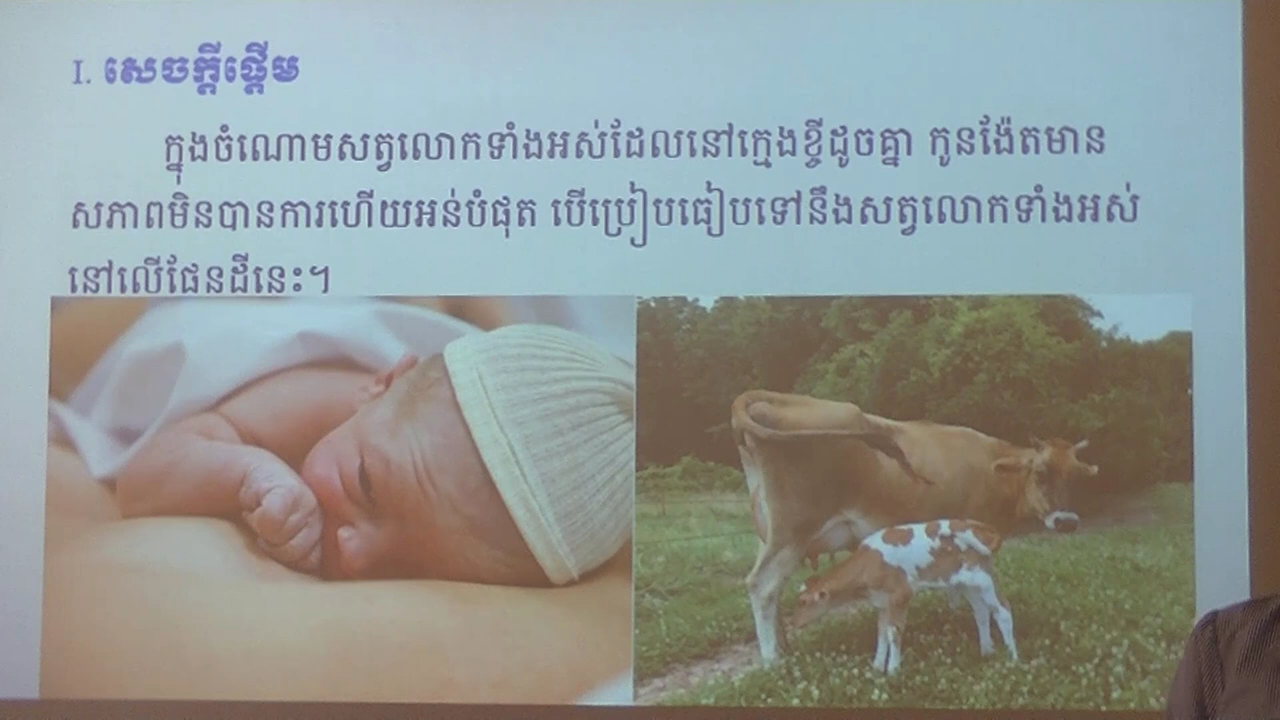 I. សេចក្តីផ្តើម
ក្នុងចំណោមសត្វលោកទាំងអស់ដែលនៅក្មេងខ្ចីដូចគ្នា កូនង៉ែតមាន
សភាពមិនបានការហើយអន់បំផុត បើប្រៀបធៀបទៅនឹងសត្វលោកទាំងអស់
នៅលើផែនដីនេះ។